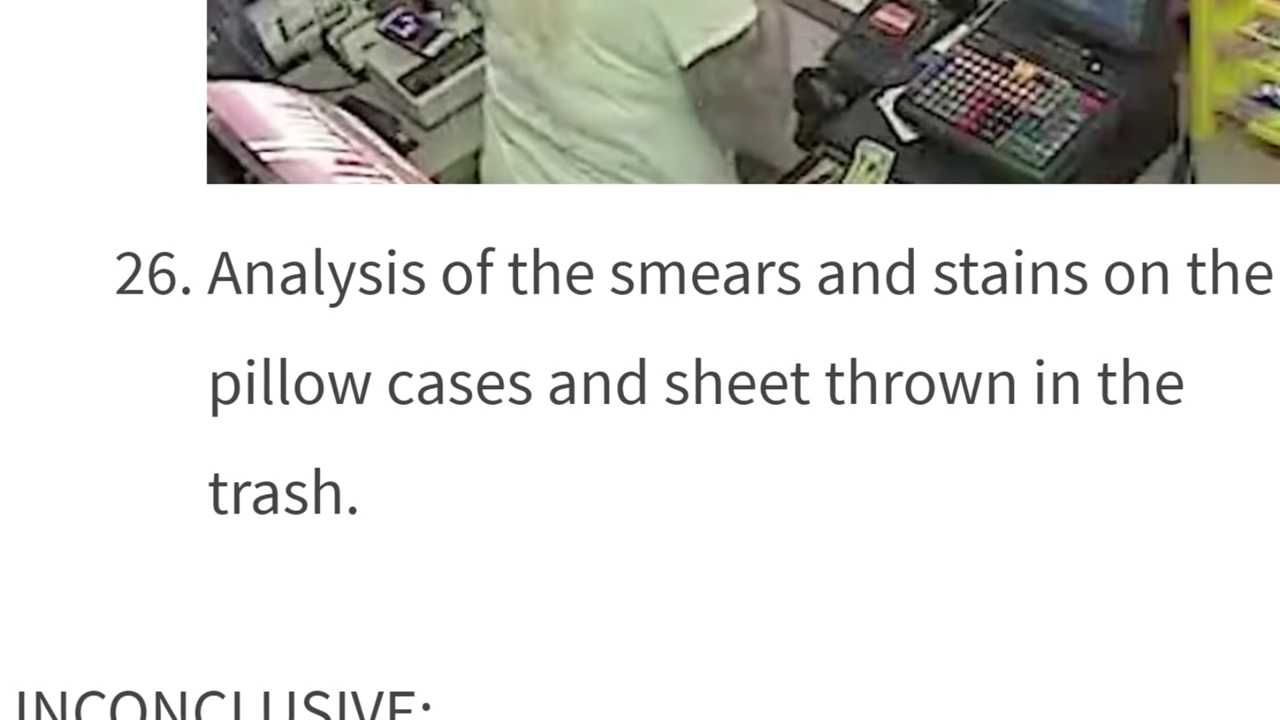 26. Analysis of the smears and stains on the
pillow cases and sheet thrown in the
trash.
INCONCLUSIVE: